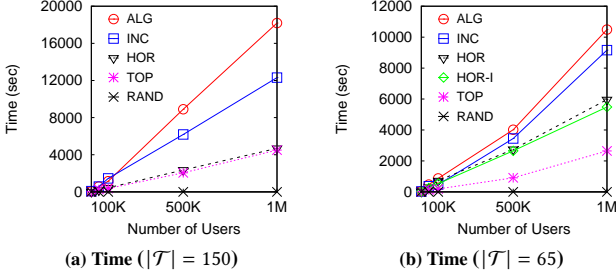 20000
16000
12000
8000
4000
0
Time (sec)
ALG
INC
HOR
TOP
RAND
100K
500K
1M
Number of Users
(a) Time (|𝒯| = 150)
12000
10000
8000
6000
4000
2000
0
Time (sec)
ALG
INC
HOR
HOR-I
TOP
RAND
100K
500K
1M
Number of Users
(b) Time (|𝒯| = 65)